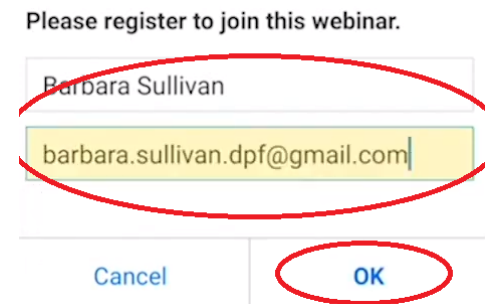 Please register to join this webinar.
Barbara Sullivan
barbara.sullivan.dpf@gmail.com
Cancel
OK